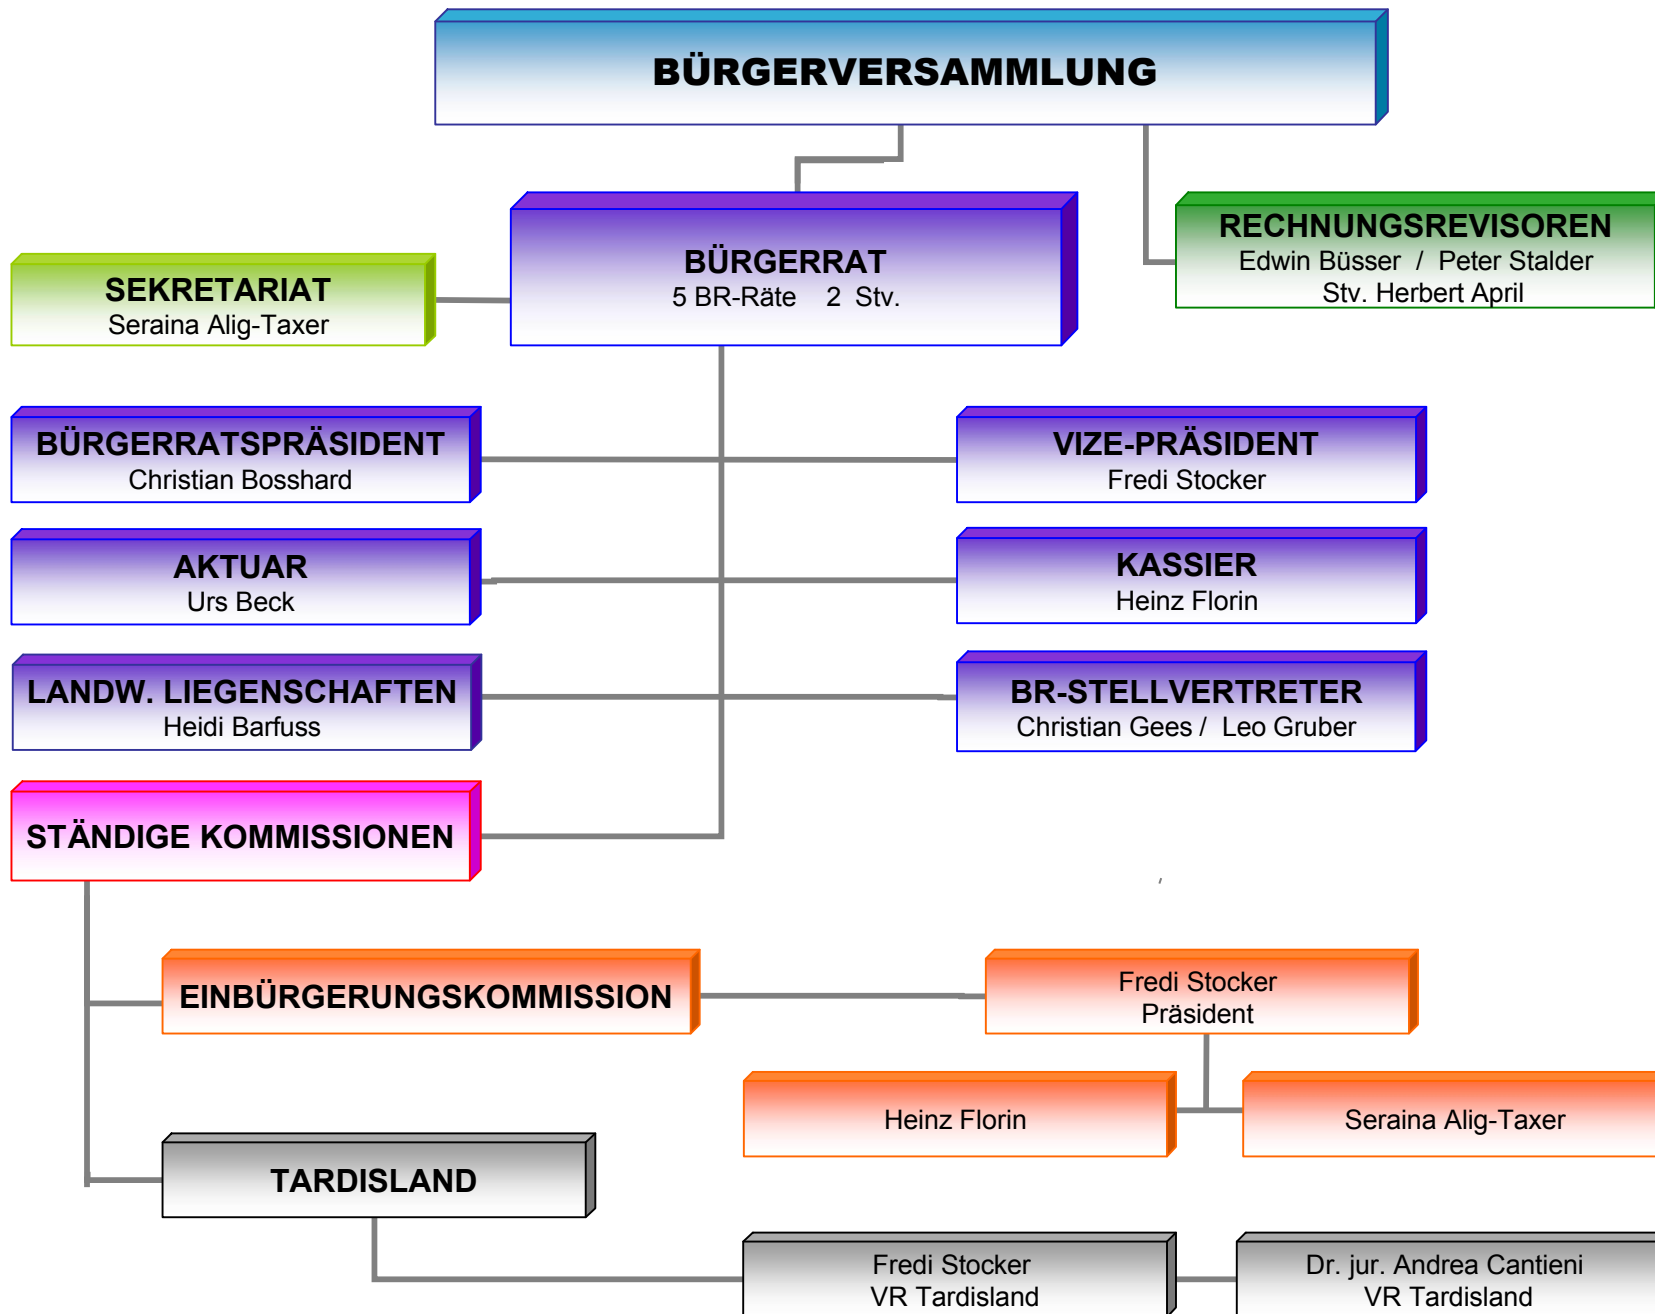 BÜRGERVERSAMMLUNG
BÜRGERRAT
5 BR-Räte 2 Stv.
RECHNUNGSREVISOREN
Edwin Büsser / Peter Stalder
Stv. Herbert April
SEKRETARIAT
Seraina Alig-Taxer
BÜRGERRATSPRÄSIDENT
Christian Bosshard
VIZE-PRÄSIDENT
Fredi Stocker
AKTUAR
Urs Beck
KASSIER
Heinz Florin
LANDW. LIEGENSCHAFTEN
Heidi Barfuss
BR-STELLVERTRETER
Christian Gees / Leo Gruber
STÄNDIGE KOMMISSIONEN
,
EINBÜRGERUNGSKOMMISSION
Fredi Stocker
Präsident
Heinz Florin
Seraina Alig-Taxer
TARDISLAND
Fredi Stocker
VR Tardisland
Dr. jur. Andrea Cantieni
VR Tardisland